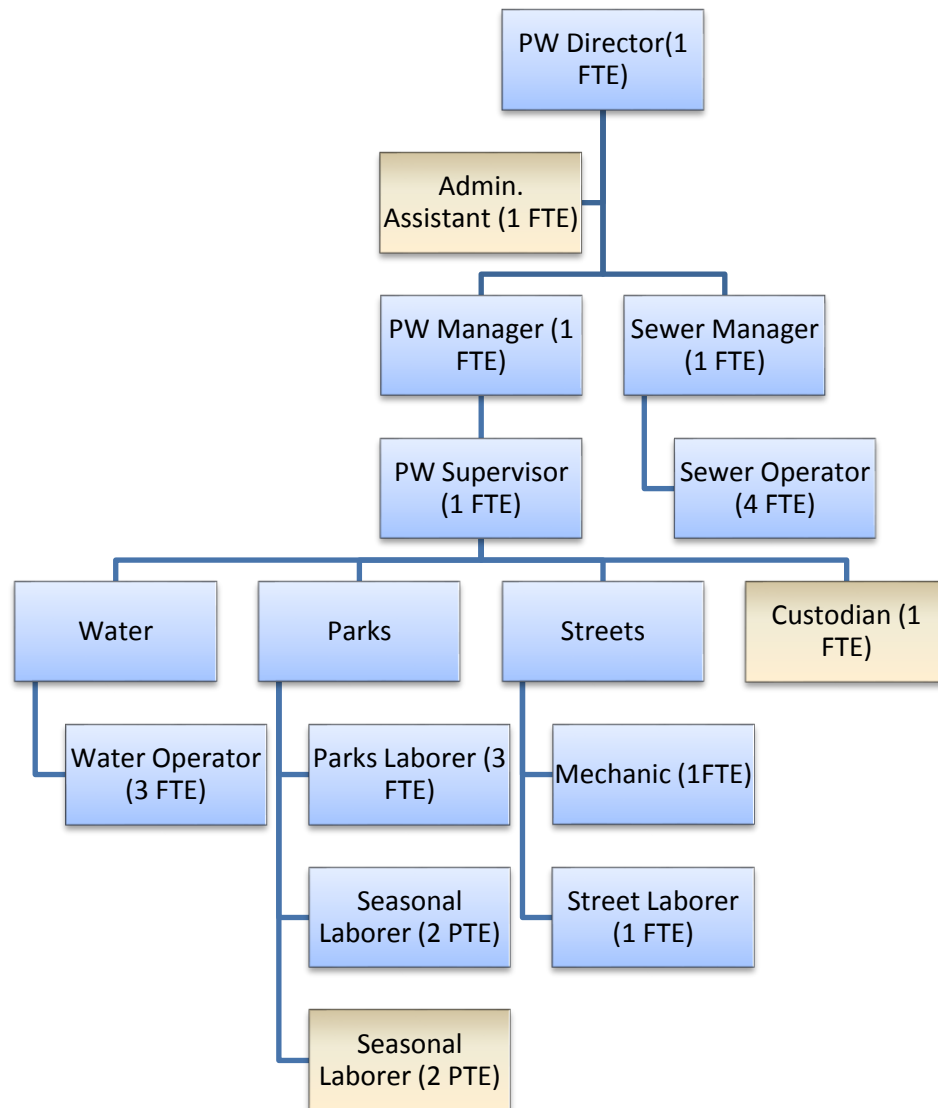 PW Director(1
FTE)
Admin.
Assistant (1 FTE)
PW Manager (1
FTE)
Sewer Manager
(1 FTE)
PW Supervisor
(1 FTE)
Sewer Operator
(4 FTE)
Water
Parks
Streets
Custodian (1
FTE)
Water Operator
(3 FTE)
Parks Laborer (3
FTE)
Mechanic (1FTE)
Seasonal
Laborer (2 PTE)
Street Laborer
(1 FTE)
Seasonal
Laborer (2 PTE)